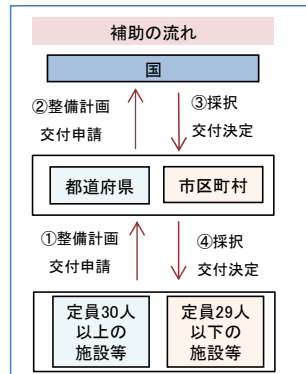 補助の流れ
国
②整備計画
交付申請
③採択
交付決定
都道府県
市区町村
①整備計画
交付申請
④採択
交付決定
定員30人
以上の
施設等
定員29人
以下の
施設等